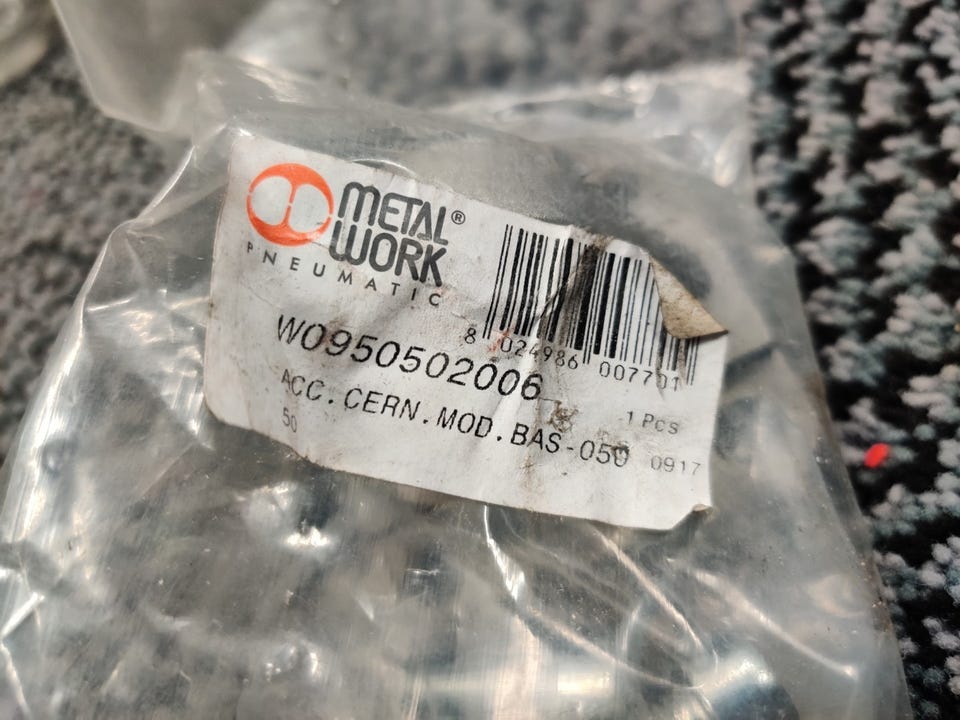 METAL®
WORK
PNEUMATIC
8 024986 007701
W0950502006
1 Pcs
ACC.CERN.MOD.BAS-050
50
0917